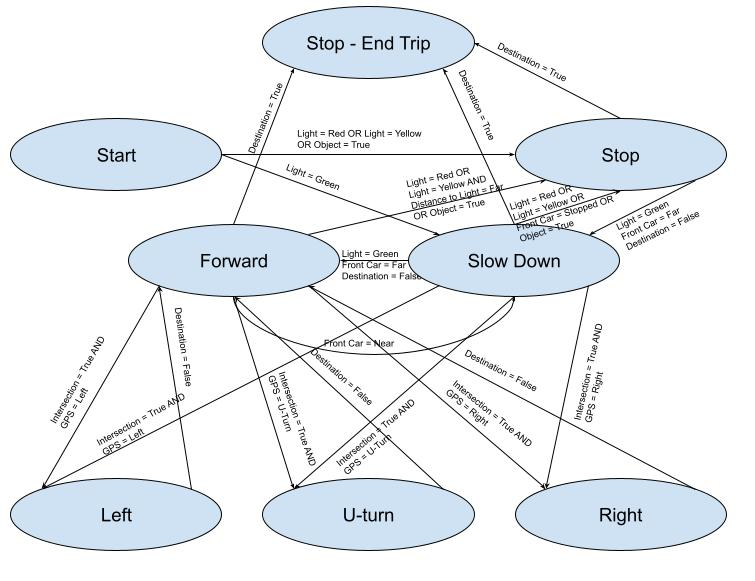 Stop - End Trip
Destination = True
Destination = True
Destination = True
Start
Light = Red OR Light = Yellow
OR Object = True
Stop
Light = Green
Light = Red OR
Light = Yellow AND
Distance to Light = Far
OR Object = True
Light = Red OR
Light = Yellow OR
Front Car = Stopped OR
Object = True
Light = Green
Front Car = Far
Destination = False
Forward
Light = Green
Front Car = Far
Destination = False
Slow Down
Front Car = Near
Intersection = True AND
GPS = Left
Destination = False
Intersection = True AND
GPS = Left
Intersection = True AND
GPS = U-Turn
Destination = False
Intersection = True AND
GPS = U-Turn
Intersection = True AND
GPS = Right
Destination = False
Intersection = True AND
GPS = Right
Left
U-turn
Right